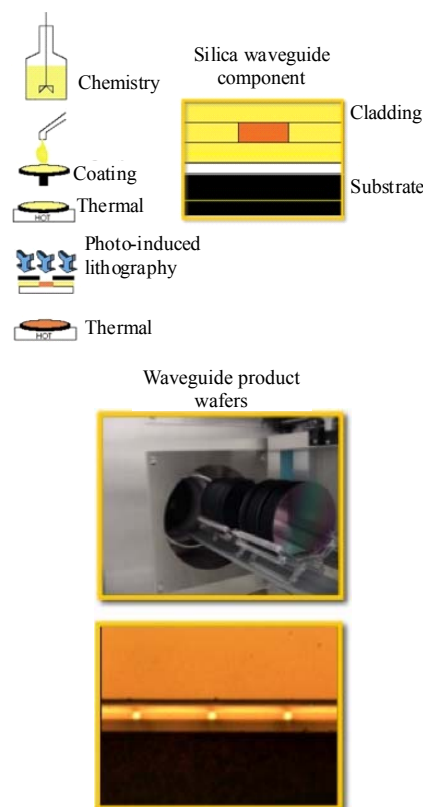 Chemistry
Coating
Thermal
HOT
Photo-induced
lithography
Thermal
HOT
Silica waveguide
component
Cladding
Substrate
Waveguide product
wafers